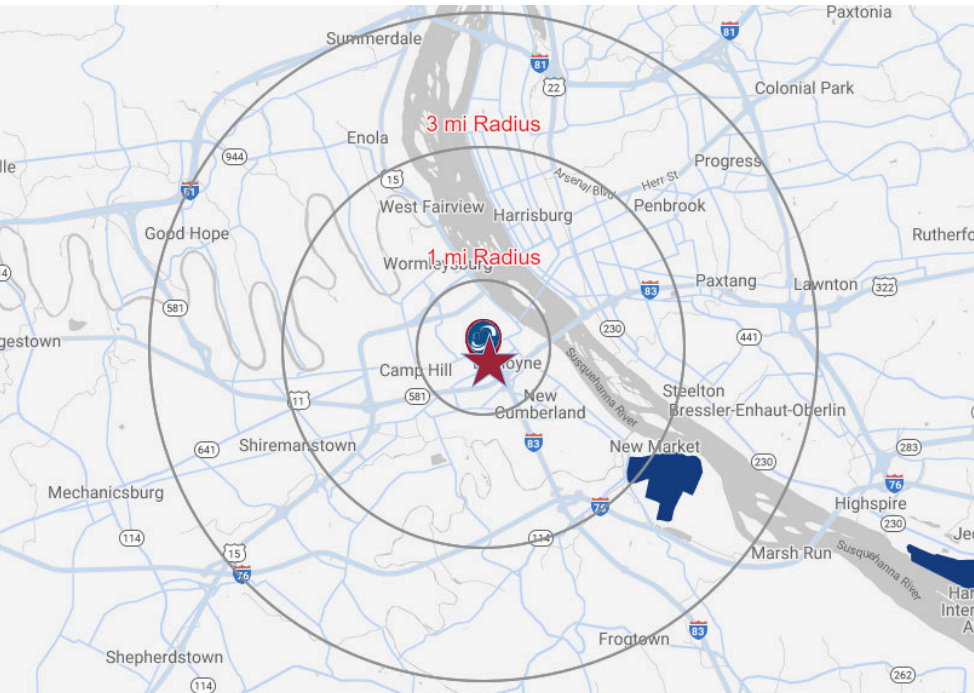 Paxtonia
Summerdale
81
81
22
Colonial Park
3 mi Radius
Enola
944
lle
Progress
15
Arsenal Blvd
Herr St
81
West Fairview
Harrisburg
Penbrook
Good Hope
Rutherfo
1 mi Radius
Wormleysburg
Paxtang
Lawnton
322
83
581
230
441
gestown
Camp Hill
oyne
Susquehanna River
581
11
New
Cumberland
Steelton
Bressler-Enhaut-Oberlin
83
641
Shiremanstown
New Market
283
230
76
Mechanicsburg
76
Highspire
230
114
114
15
Marsh Run
Susquehanna River
76
Har
Inter
A
83
Frogtown
Shepherdstown
262
114